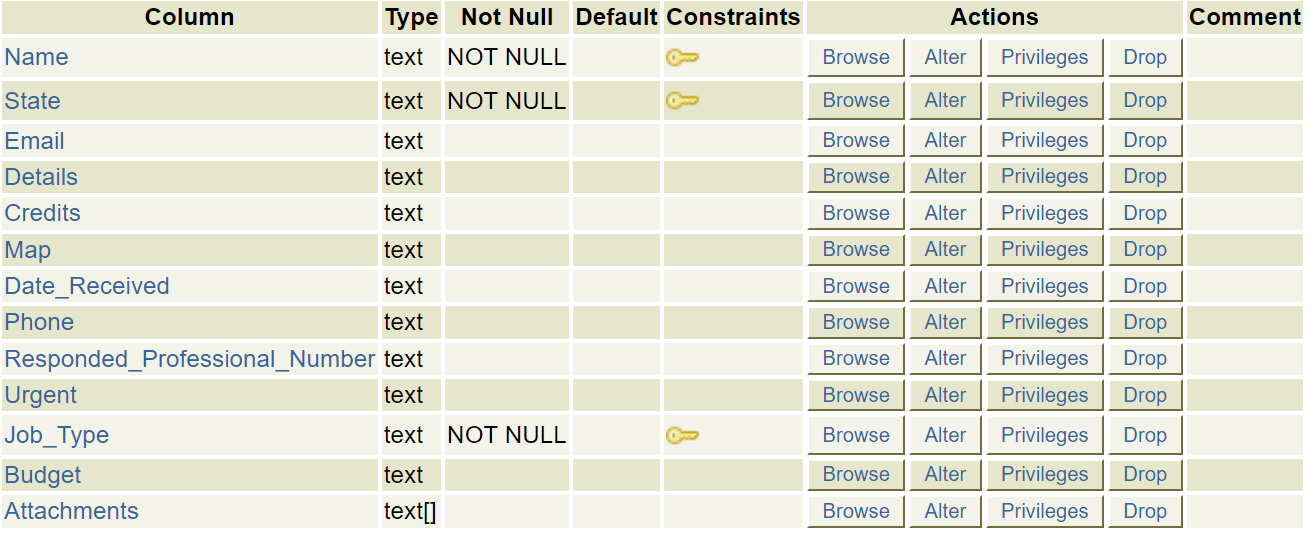 Column Type Not Null Default Constraints Actions Comment
Name text NOT NULL Browse Alter Privileges Drop
State text NOT NULL Browse Alter Privileges Drop
Email text Browse Alter Privileges Drop
Details text Browse Alter Privileges Drop
Credits text Browse Alter Privileges Drop
Map text Browse Alter Privileges Drop
Date_Received text Browse Alter Privileges Drop
Phone text Browse Alter Privileges Drop
Responded_Professional_Number text Browse Alter Privileges Drop
Urgent text Browse Alter Privileges Drop
Job_Type text NOT NULL Browse Alter Privileges Drop
Budget text Browse Alter Privileges Drop
Attachments text[] Browse Alter Privileges Drop